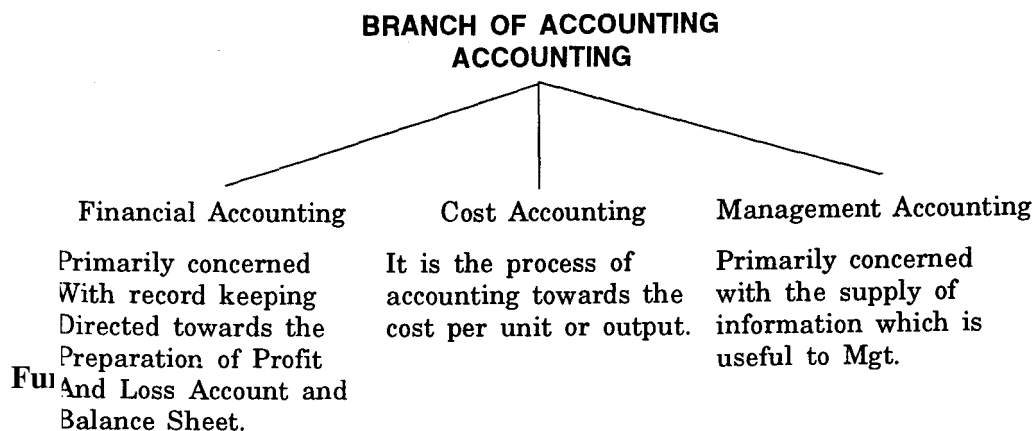 BRANCH OF ACCOUNTING
ACCOUNTING
Financial Accounting
Primarily concerned
With record keeping
Directed towards the
Preparation of Profit
And Loss Account and
Balance Sheet.
Cost Accounting
It is the process of
accounting towards the
cost per unit or output.
Management Accounting
Primarily concerned
with the supply of
information which is
useful to Mgt.